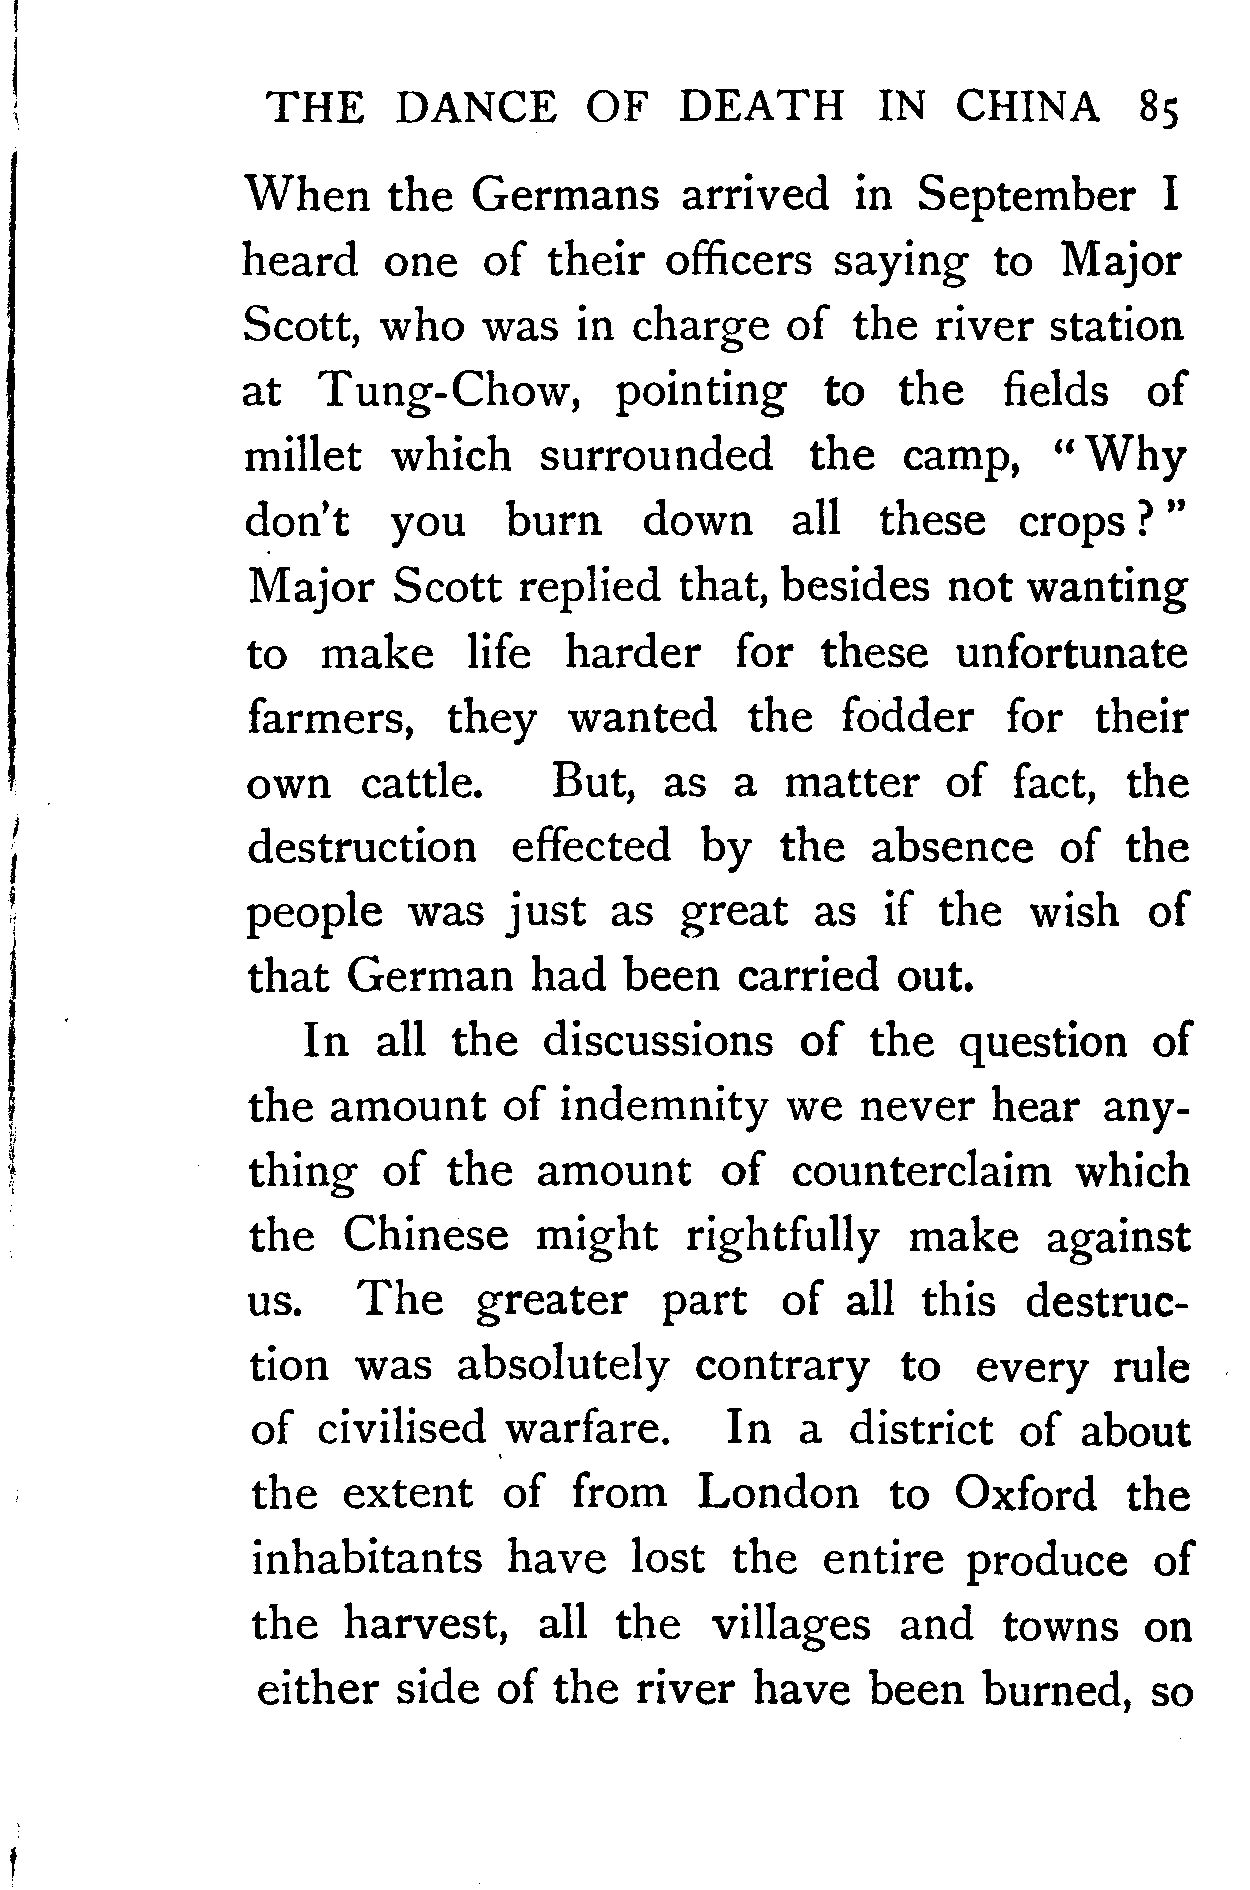 THE DANCE OF DEATH IN CHINA 85
When the Germans arrived in September I
heard one of their officers saying to Major
Scott, who was in charge of the river station
at Tung-Chow, pointing to the fields of
millet which surrounded the camp, “Why
don't you burn down all these crops?”
Major Scott replied that, besides not wanting
to make life harder for these unfortunate
farmers, they wanted the fodder for their
own cattle. But, as a matter of fact, the
destruction effected by the absence of the
people was just as great as if the wish of
that German had been carried out.
In all the discussions of the question of
the amount of indemnity we never hear any-
thing of the amount of counterclaim which
the Chinese might rightfully make against
us. The greater part of all this destruc-
tion was absolutely contrary to every rule
of civilised warfare. In a district of about
the extent of from London to Oxford the
inhabitants have lost the entire produce of
the harvest, all the villages and towns on
either side of the river have been burned, so